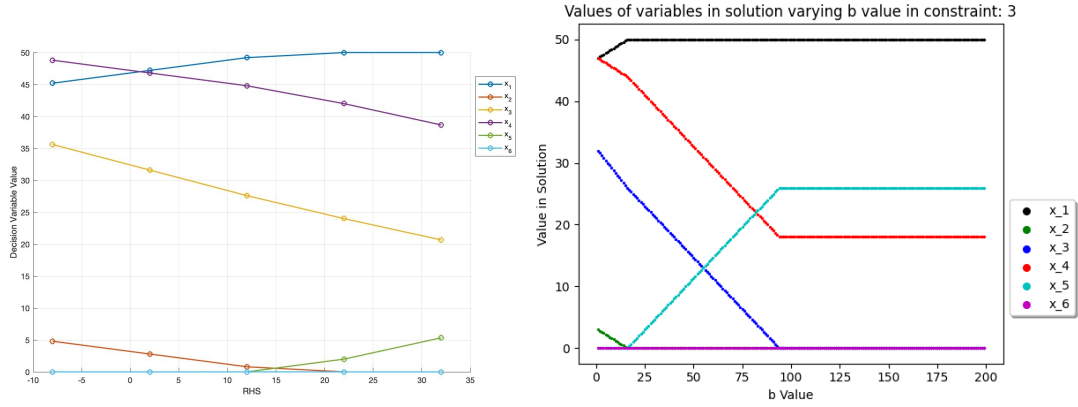 Values of variables in solution varying b value in constraint: 3
50
45
40
35
30
25
20
15
10
5
0
-10 -5 0 5 10 15 20 25 30 35
RHS
Decision Variable Value
x1
x2
x3
x4
x5
x6
50
40
30
20
10
0
0 25 50 75 100 125 150 175 200
b Value
Value in Solution
x_1
x_2
x_3
x_4
x_5
x_6